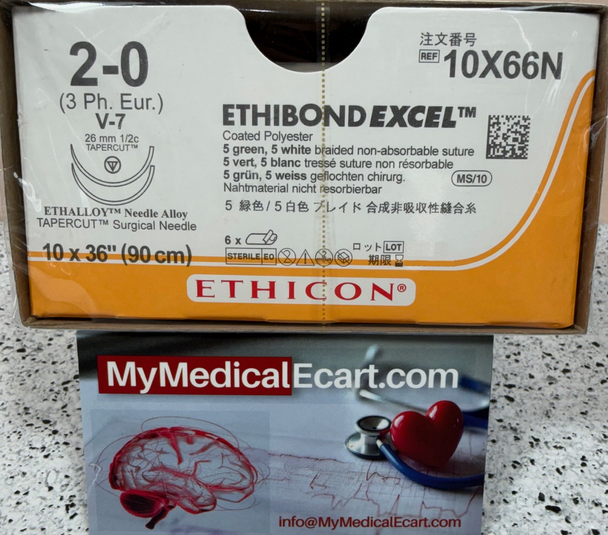 2-0
(3 Ph. Eur.)
V-7
26 mm 1/2c
TAPERCUT™
ETHALLOY™ Needle Alloy
TAPERCUT™ Surgical Needle
10 x 36" (90 cm)
注文番号
REF 10X66N
ETHIBOND EXCEL™
Coated Polyester
5 green, 5 white braided non-absorbable suture
5 vert, 5 blanc tressé suture non résorbable
5 grün, 5 weiss geflochten chirurg.
Nahtmaterial nicht resorbierbar
MS/10
5 緑色 / 5 白色 ブレイド 合成非吸収性縫合糸
6 x
STERILE EO
ロット LOT
期限
ETHICON®
MyMedicalEcart.com
info@MyMedicalEcart.com